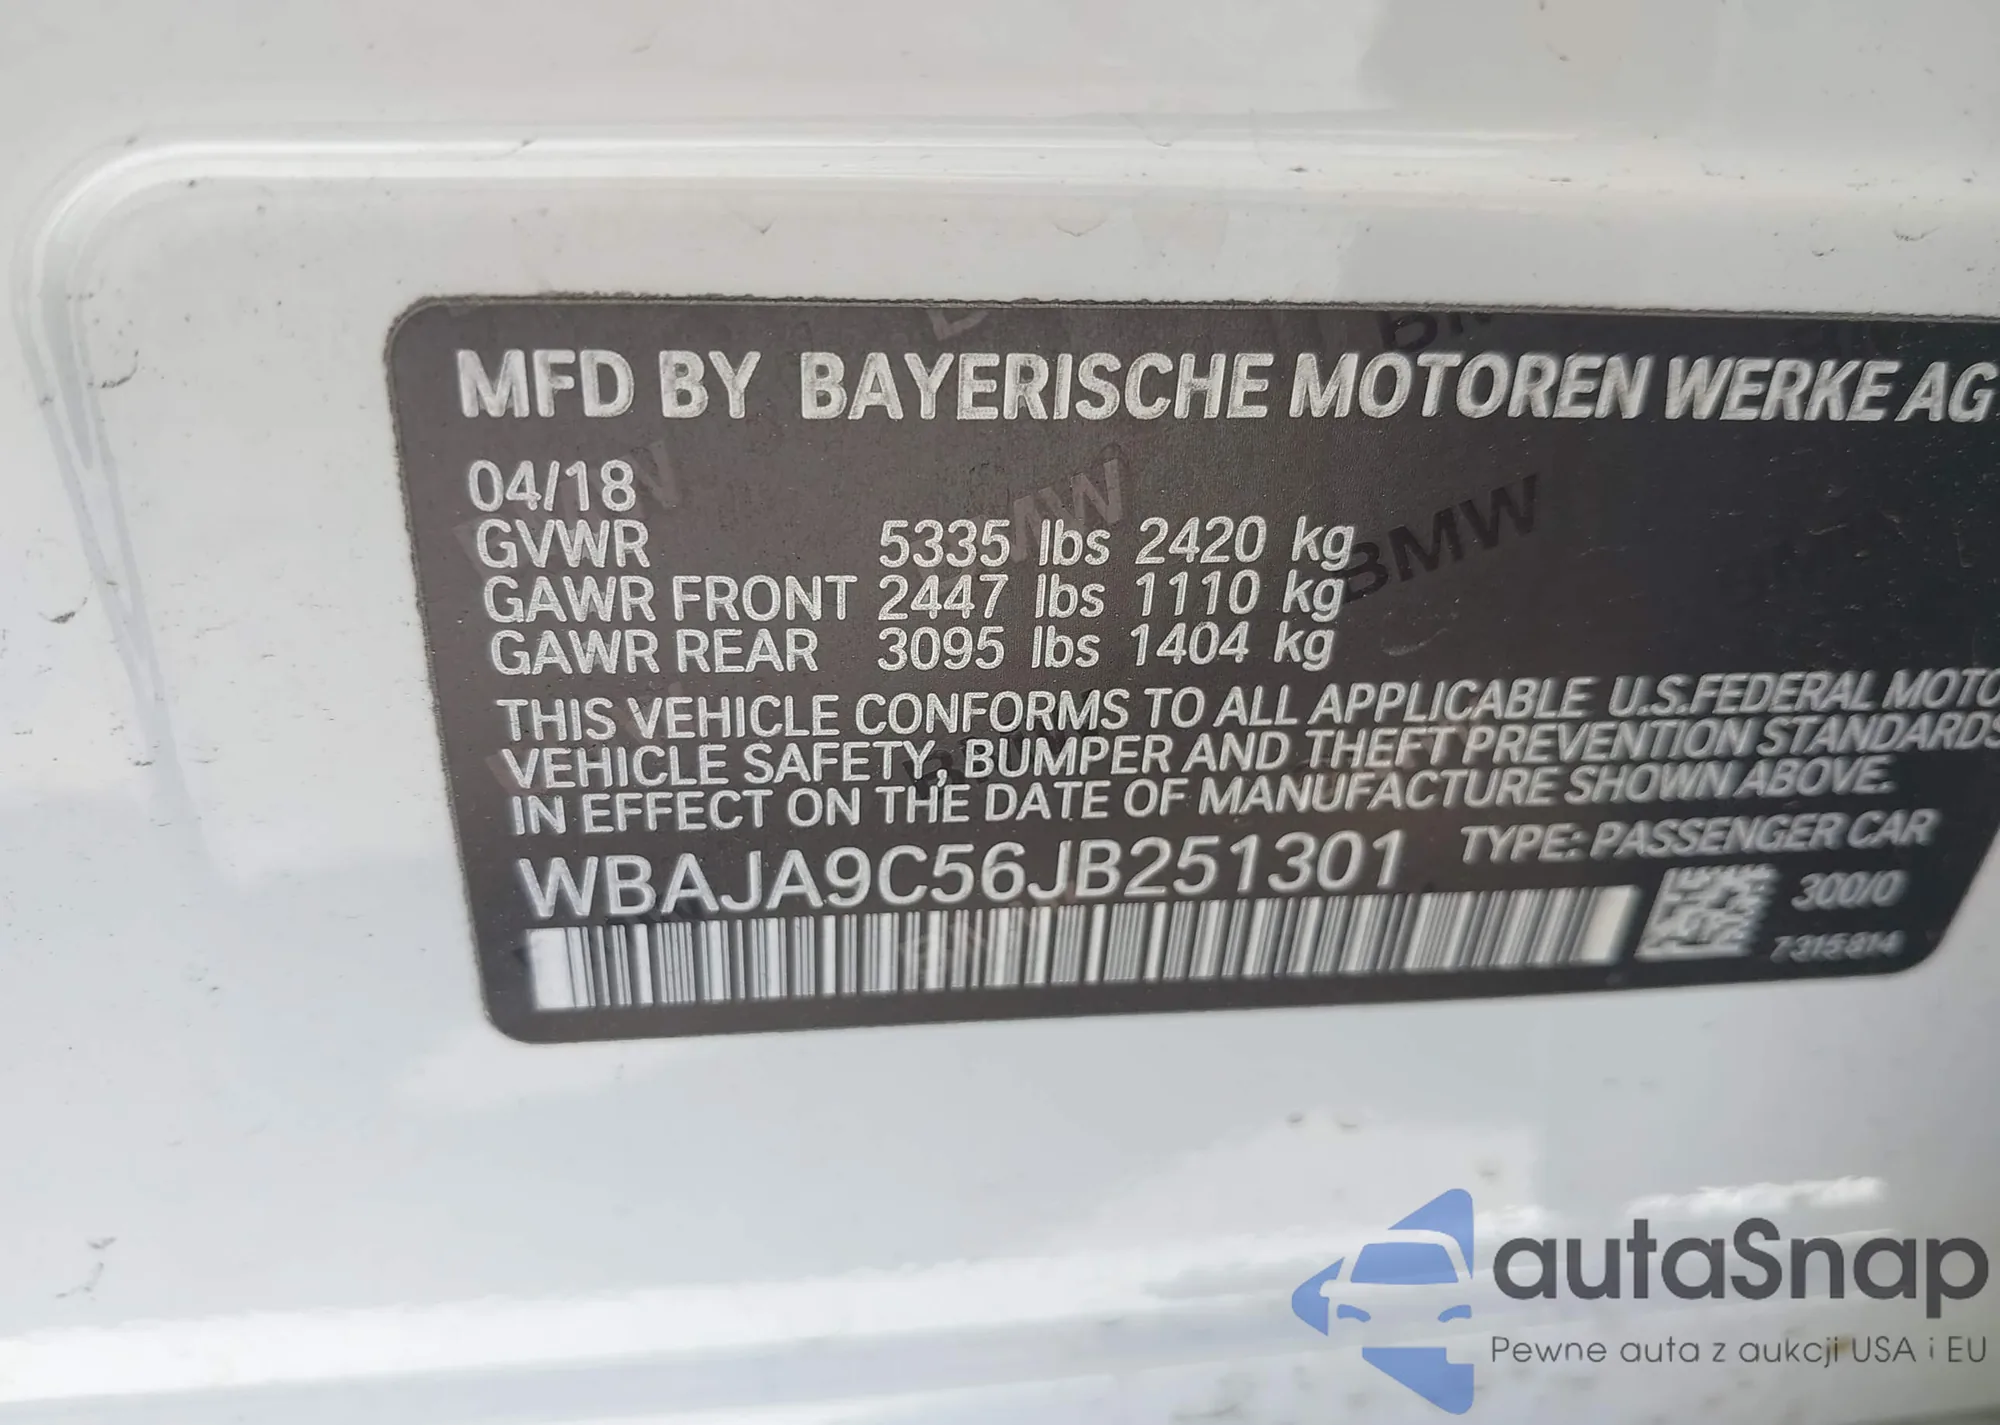 MFD BY BAYERISCHE MOTOREN WERKE AG
04/18
GVWR 5335 lbs 2420 kg
GAWR FRONT 2447 lbs 1110 kg
GAWR REAR 3095 lbs 1404 kg
THIS VEHICLE CONFORMS TO ALL APPLICABLE U.S.FEDERAL MOTO
VEHICLE SAFETY, BUMPER AND THEFT PREVENTION STANDARDS
IN EFFECT ON THE DATE OF MANUFACTURE SHOWN ABOVE.
WBAJA9C56JB251301 TYPE: PASSENGER CAR
300/0
7315814
autaSnap
Pewne auta z aukcji USA i EU